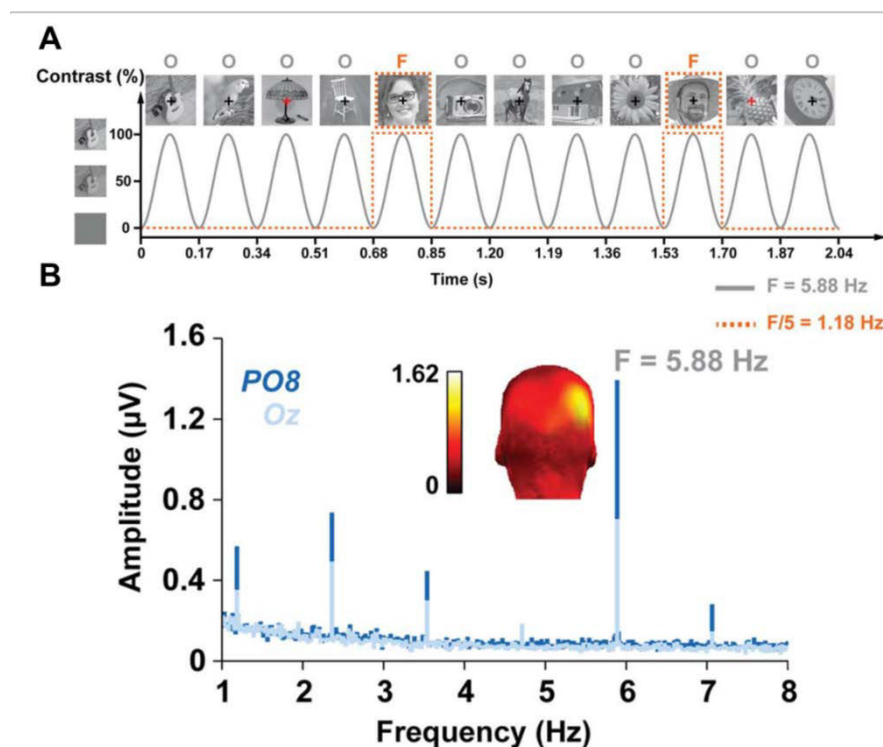 A
O O O O F O O O O F O O
Contrast (%)
100
50
0
0 0.17 0.34 0.51 0.68 0.85 1.20 1.19 1.36 1.53 1.70 1.87 2.04
Time (s)
B
F = 5.88 Hz
F/5 = 1.18 Hz
1.6
F = 5.88 Hz
PO8
1.62
Oz
1.2
Amplitude (µV)
0.8
0
0.4
0
1 2 3 4 5 6 7 8
Frequency (Hz)